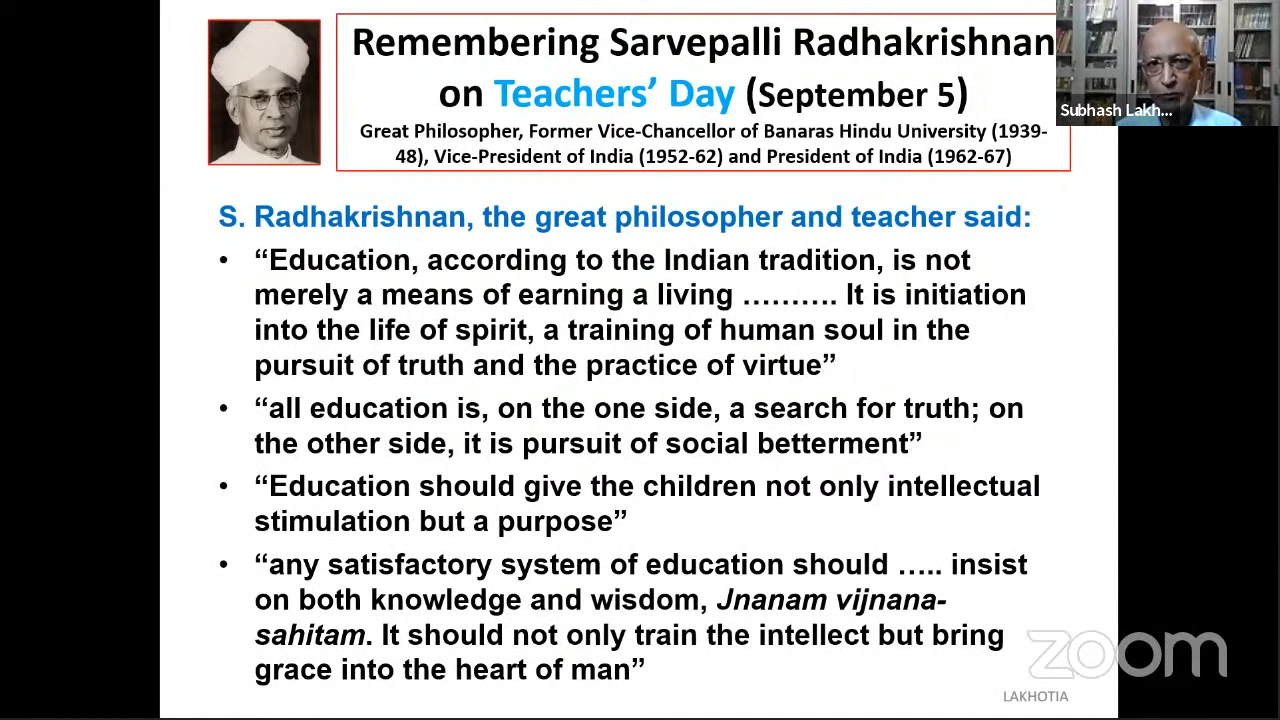 Remembering Sarvepalli Radhakrishnan
on Teachers’ Day (September 5)
Great Philosopher, Former Vice-Chancellor of Banaras Hindu University (1939-
48), Vice-President of India (1952-62) and President of India (1962-67)
Subhash Lakh...
S. Radhakrishnan, the great philosopher and teacher said:
• “Education, according to the Indian tradition, is not
merely a means of earning a living ………. It is initiation
into the life of spirit, a training of human soul in the
pursuit of truth and the practice of virtue”
• “all education is, on the one side, a search for truth; on
the other side, it is pursuit of social betterment”
• “Education should give the children not only intellectual
stimulation but a purpose”
• “any satisfactory system of education should ….. insist
on both knowledge and wisdom, Jnanam vijnana-
sahitam. It should not only train the intellect but bring
grace into the heart of man”
zoom
LAKHOTIA